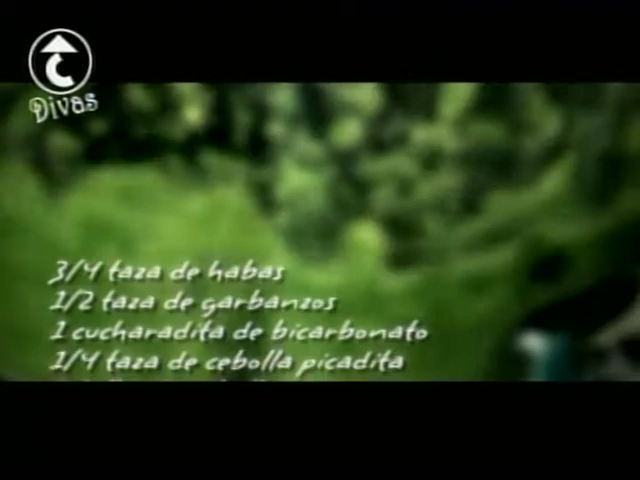 Divas
3/4 taza de habas
1/2 taza de garbanzos
1 cucharadita de bicarbonato
1/4 taza de cebolla picadita